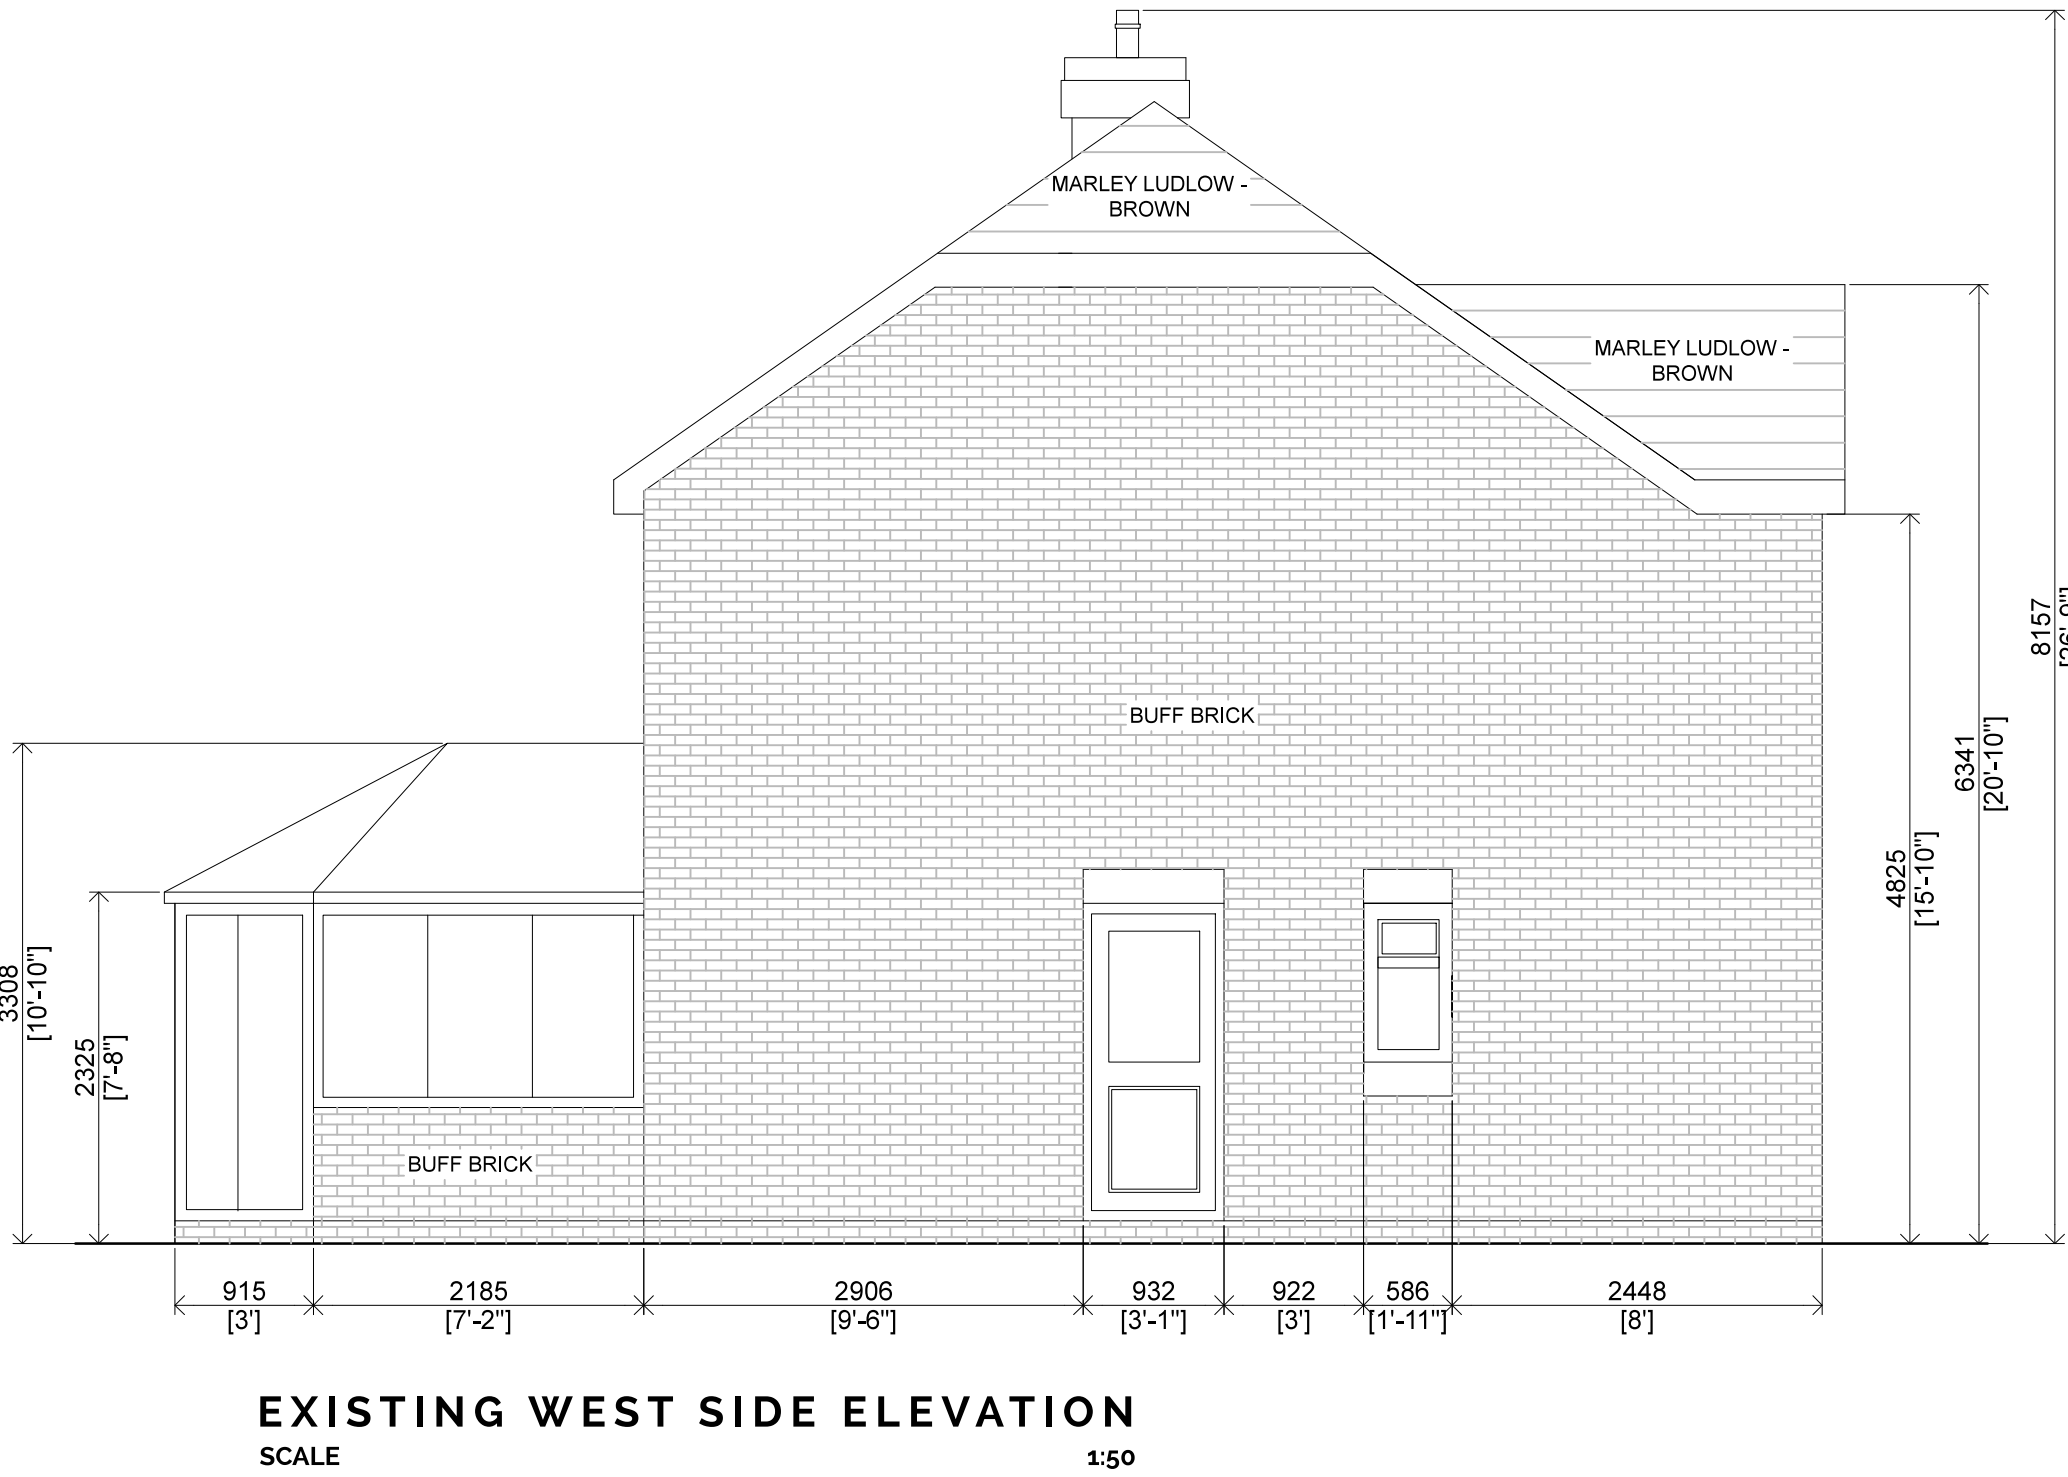 MARLEY LUDLOW -
BROWN
MARLEY LUDLOW -
BROWN
BUFF BRICK
BUFF BRICK
3308
[10'-10"]
2325
[7'-8"]
4825
[15'-10"]
6341
[20'-10"]
8157
915
[3']
2185
[7'-2"]
2906
[9'-6"]
932
[3'-1"]
922
[3']
586
[1'-11"]
2448
[8']
EXISTING WEST SIDE ELEVATION
SCALE 1:50